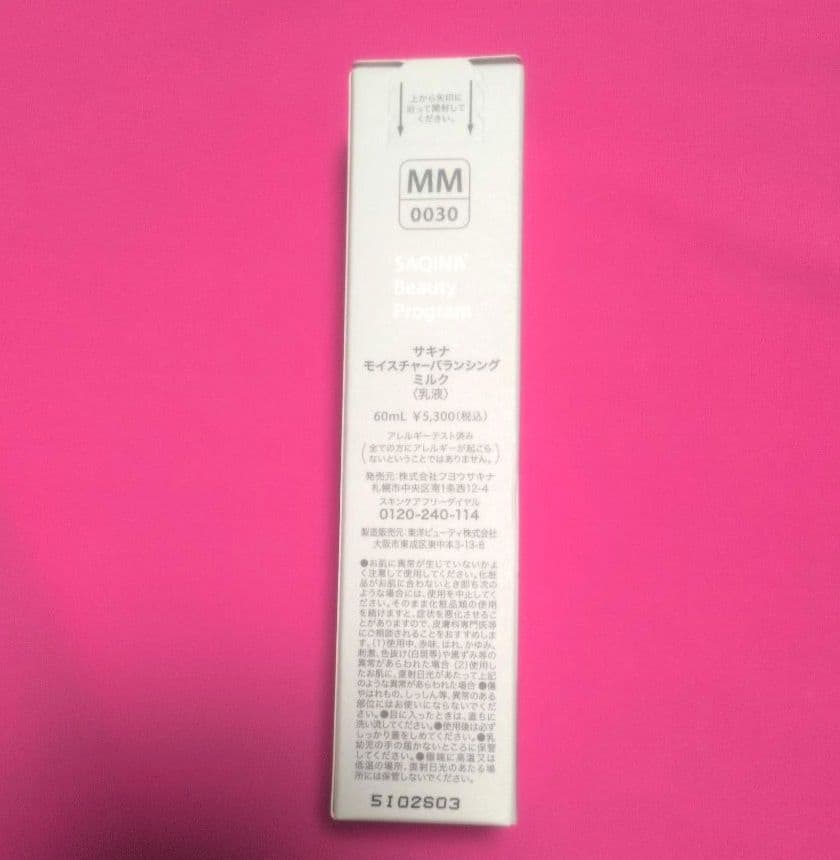 上から矢印に
沿って開封して
ください。
MM
0030
SAQINA
Beauty
Program
サキナ
モイスチャーバランシング
ミルク
〈乳液〉
60mL ¥5,300(税込)
アレルギーテスト済み
(全ての方にアレルギーが起こら
ないということではありません。)
発売元:株式会社フヨウサキナ
札幌市中央区南1条西12-4
スキンケアフリーダイヤル
0120-240-114
製造販売元:東洋ビューティ株式会社
大阪市東成区東中本3-13-8
●お肌に異常が生じていないかよ
く注意して使用してください。化粧
品がお肌に合わないとき即ち次の
ような場合には、使用を中止してく
ださい。そのまま化粧品類の使用
を続けますと、症状を悪化させるこ
とがありますので、皮膚科専門医等
にご相談されることをおすすめしま
す。(1)使用中、赤味、はれ、かゆみ、
刺激、色抜け(白斑等)や黒ずみ等の
異常があらわれた場合 (2)使用し
たお肌に、直射日光があたって上記
のような異常があらわれた場合 ●傷
やはれもの、しっしん等、異常のある
部位にはお使いにならないでくだ
さい。●目に入ったときは、直ちに
洗い流してください。●使用後は必ず
しっかり蓋をしめてください。●乳
幼児の手の届かないところに保管
してください。●極端に高温又は
低温の場所、直射日光のあたる場
所には保管しないでください。
5102S03